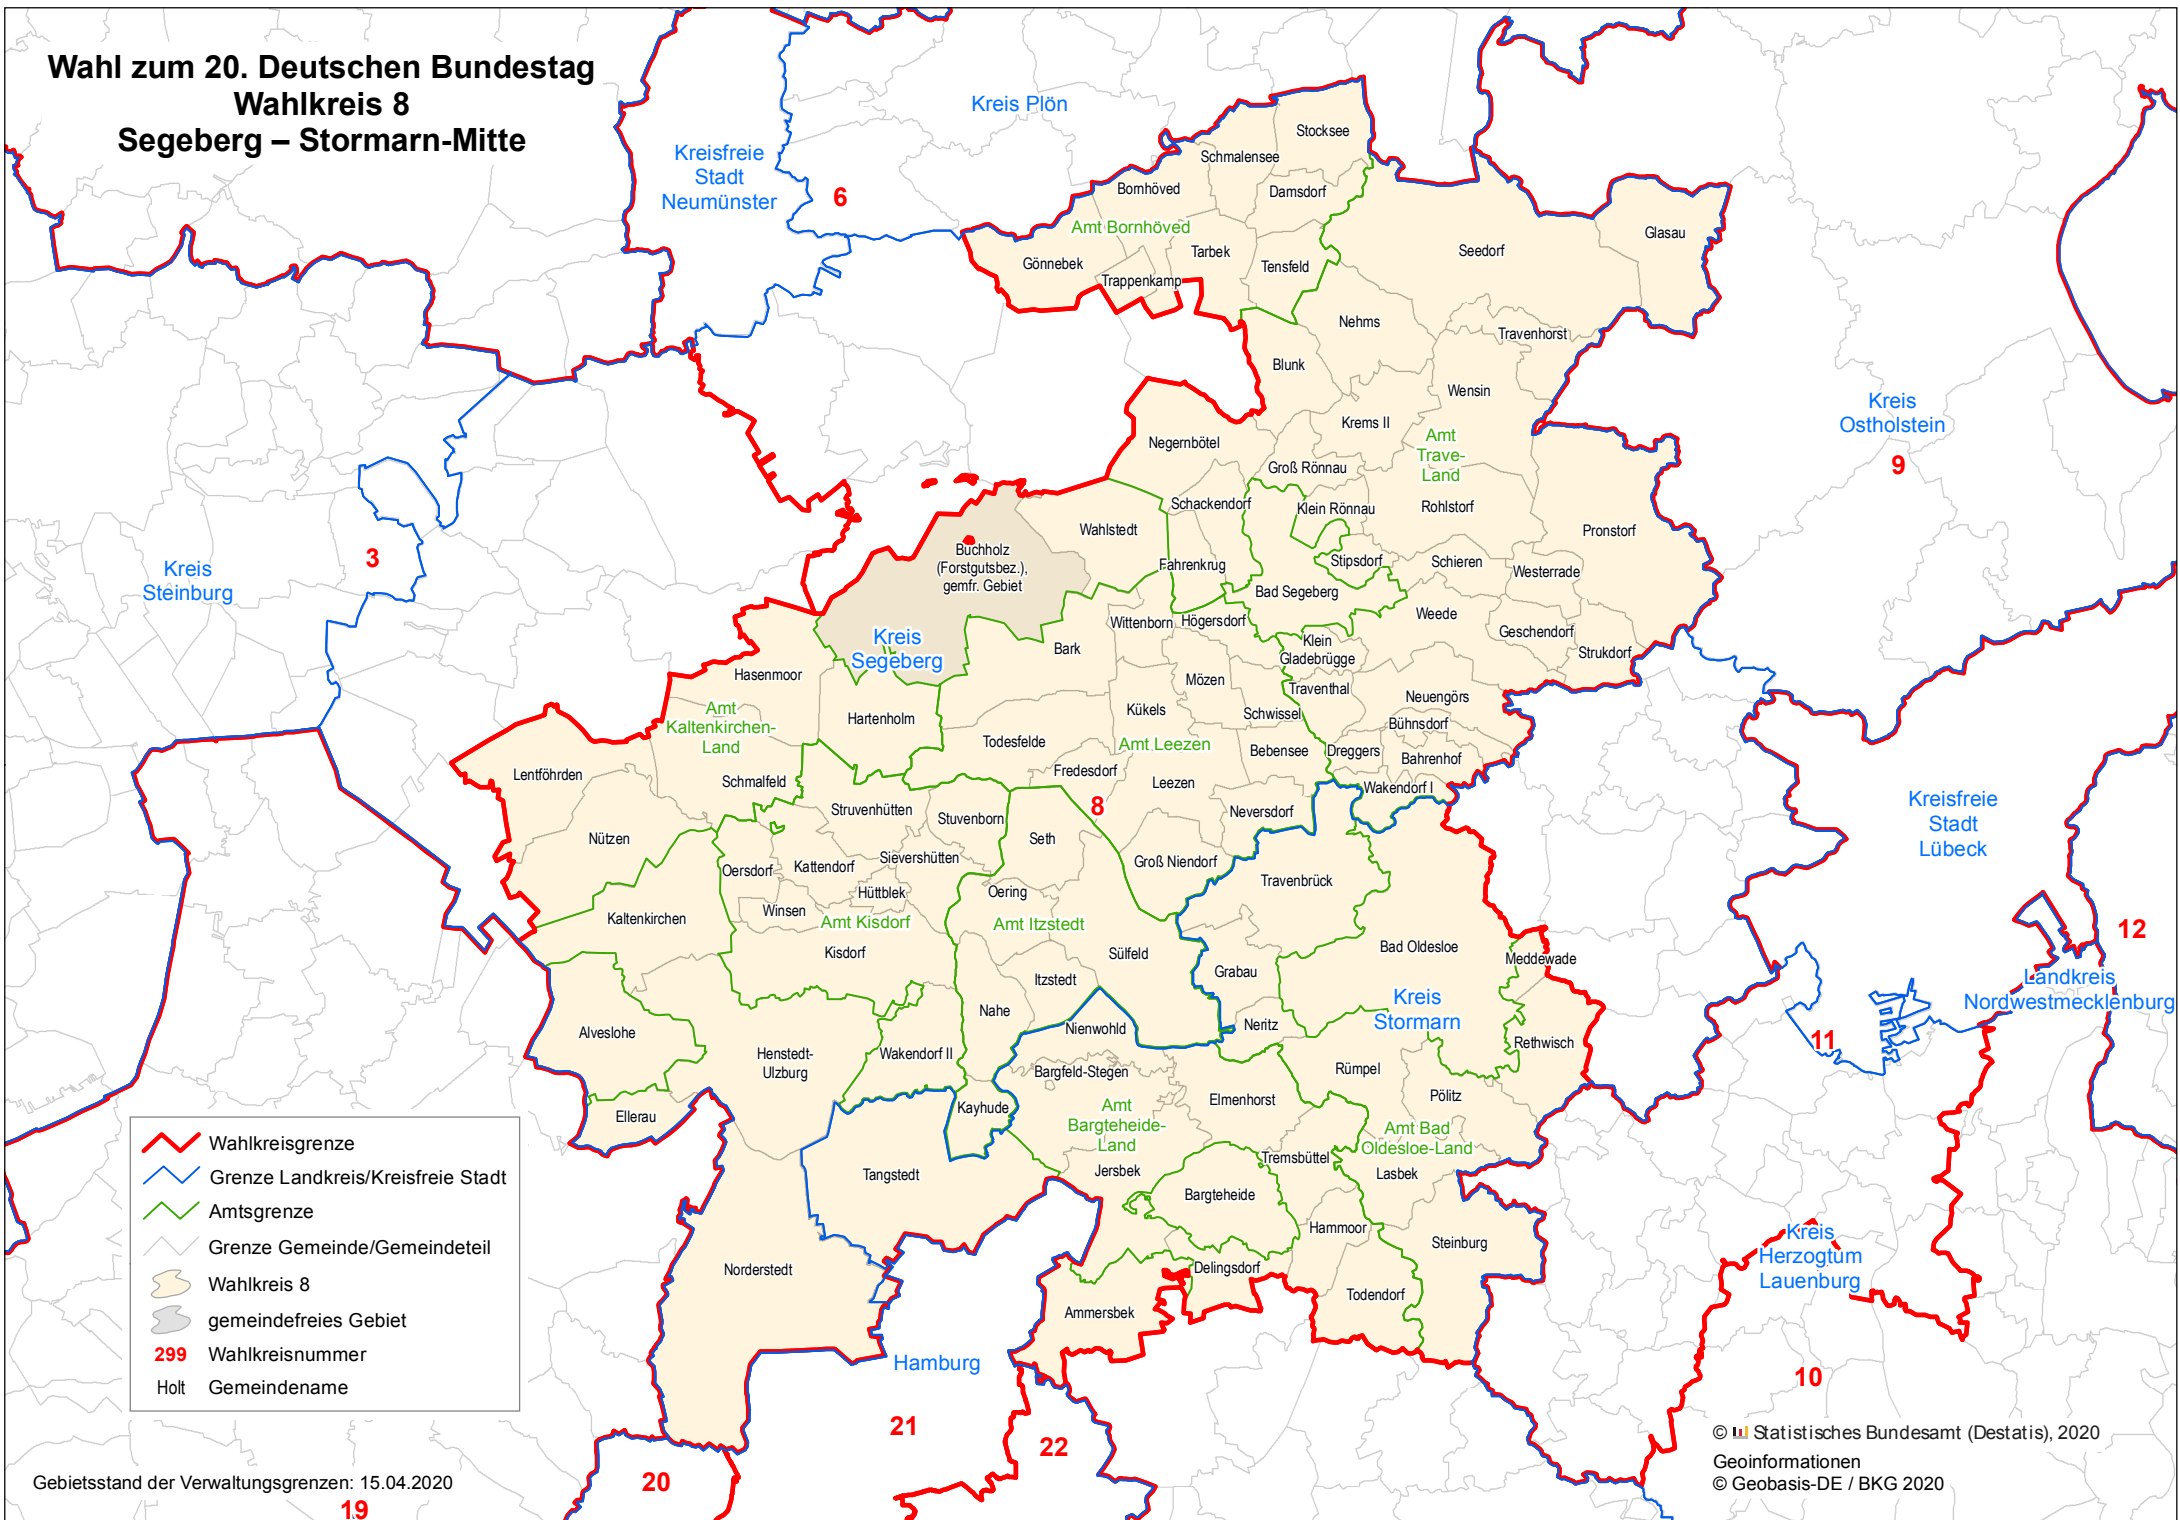 Wahl zum 20. Deutschen Bundestag
Wahlkreis 8
Segeberg – Stormarn-Mitte
Kreis Plön
Kreisfreie
Stadt
Neumünster
6
Stocksee
Schmalensee
Bornhöved
Damsdorf
Amt Bornhöved
Glasau
Seedorf
Tarbek
Gönnebek
Tensfeld
Trappenkamp
Nehms
Travenhorst
Blunk
Wensin
Kreis
Ostholstein
9
Krems II
Negernbötel
Amt
Trave-
Land
Groß Rönnau
Schackendorf
Klein Rönnau
Rohlstorf
Wahlstedt
Pronstorf
Buchholz
(Forstgutsbez.),
gemfr. Gebiet
Fahrenkrug
Stipsdorf
Schieren
Westerrade
3
Kreis
Steinburg
Bad Segeberg
Wittenborn
Högersdorf
Weede
Geschendorf
Klein
Gladebrügge
Strukdorf
Kreis
Segeberg
Bark
Hasenmoor
Mözen
Traventhal
Neuengörs
Amt
Kaltenkirchen-
Land
Hartenholm
Kükels
Schwissel
Bühnsdorf
Todesfelde
Amt Leezen
Bebensee
Dreggers
Bahrenhof
Lentföhrden
Schmalfeld
Fredesdorf
Leezen
Wakendorf I
8
Struvenhütten
Stuvenborn
Neversdorf
Kreisfreie
Stadt
Lübeck
Nützen
Seth
Oersdorf
Kattendorf
Sievershütten
Groß Niendorf
Travenbrück
Hüttblek
Oering
Winsen
Kaltenkirchen
Amt Kisdorf
Amt Itzstedt
12
Kisdorf
Sülfeld
Bad Oldesloe
Meddewade
Itzstedt
Grabau
Landkreis
Nordwestmecklenburg
Kreis
Stormarn
Nahe
Nienwohld
Neritz
Alveslohe
11
Rethwisch
Henstedt-
Ulzburg
Wakendorf II
Bargfeld-Stegen
Rümpel
Pölitz
Kayhude
Elmenhorst
Ellerau
Amt
Bargteheide-
Land
Amt Bad
Oldesloe-Land
Tremsbüttel
Tangstedt
Jersbek
Lasbek
Bargteheide
Hammoor
Steinburg
Kreis
Herzogtum
Lauenburg
Norderstedt
Delingsdorf
Todendorf
Ammersbek
Hamburg
10
21
22
20
19
Wahlkreisgrenze
Grenze Landkreis/Kreisfreie Stadt
Amtsgrenze
Grenze Gemeinde/Gemeindeteil
Wahlkreis 8
gemeindefreies Gebiet
299 Wahlkreisnummer
Holt Gemeindename
Gebietsstand der Verwaltungsgrenzen: 15.04.2020
© Statistisches Bundesamt (Destatis), 2020
Geoinformationen
© Geobasis-DE / BKG 2020